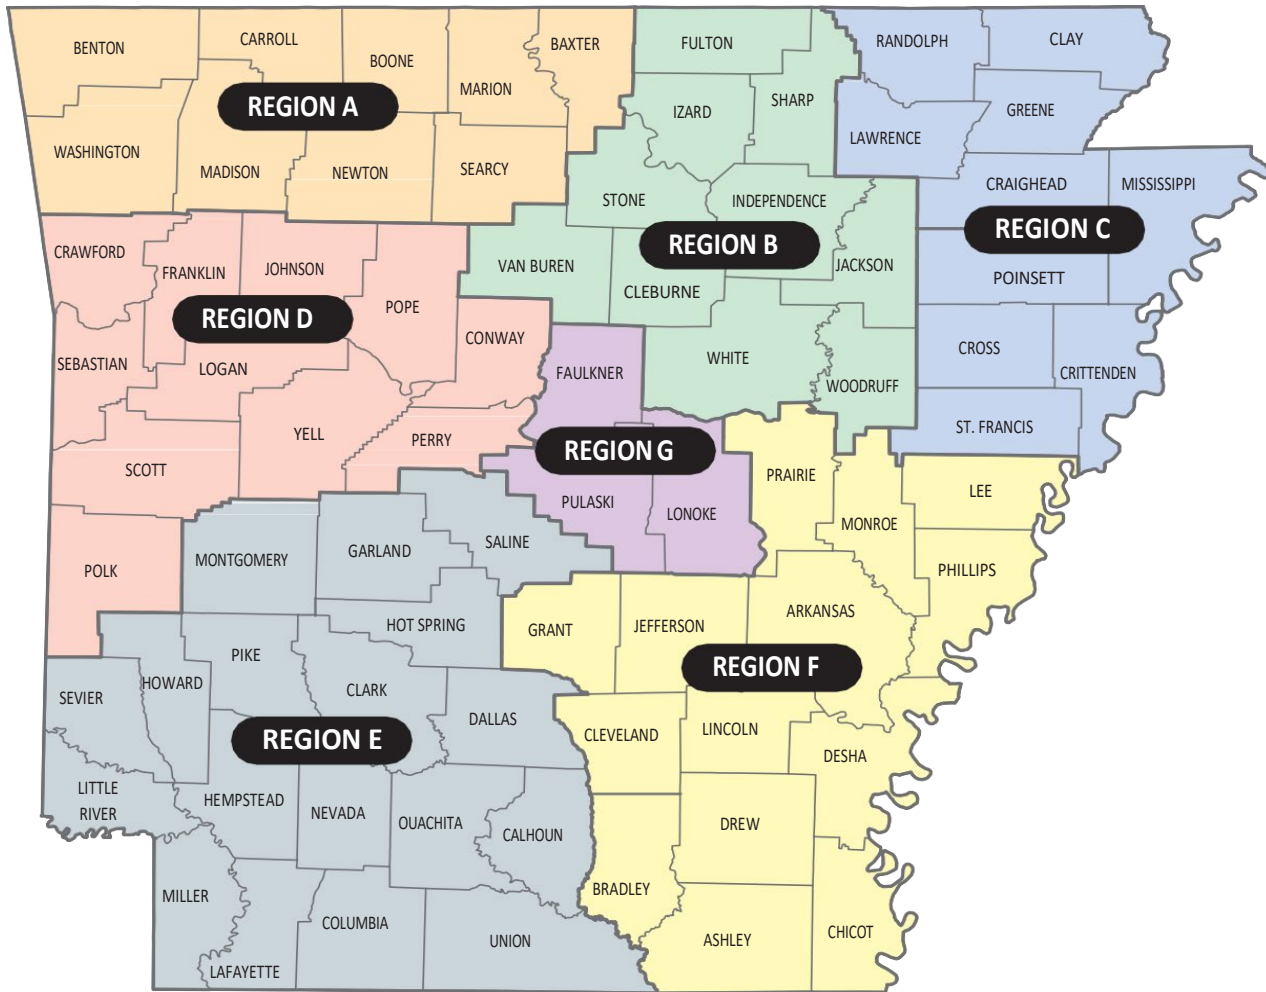 BENTON
CARROLL
BOONE
MARION
BAXTER
REGION A
WASHINGTON
MADISON
NEWTON
SEARCY
FULTON
IZARD
SHARP
STONE
INDEPENDENCE
REGION B
VAN BUREN
CLEBURNE
JACKSON
WHITE
WOODRUFF
RANDOLPH
CLAY
GREENE
LAWRENCE
CRAIGHEAD
MISSISSIPPI
REGION C
POINSETT
CROSS
CRITTENDEN
ST. FRANCIS
CRAWFORD
FRANKLIN
JOHNSON
POPE
REGION D
CONWAY
SEBASTIAN
LOGAN
YELL
PERRY
SCOTT
POLK
FAULKNER
REGION G
PULASKI
LONOKE
MONTGOMERY
GARLAND
SALINE
HOT SPRING
PIKE
CLARK
HOWARD
SEVIER
DALLAS
REGION E
LITTLE
RIVER
HEMPSTEAD
NEVADA
OUACHITA
CALHOUN
MILLER
LAFAYETTE
COLUMBIA
UNION
PRAIRIE
MONROE
LEE
PHILLIPS
GRANT
JEFFERSON
ARKANSAS
REGION F
CLEVELAND
LINCOLN
DESHA
DREW
BRADLEY
ASHLEY
CHICOT